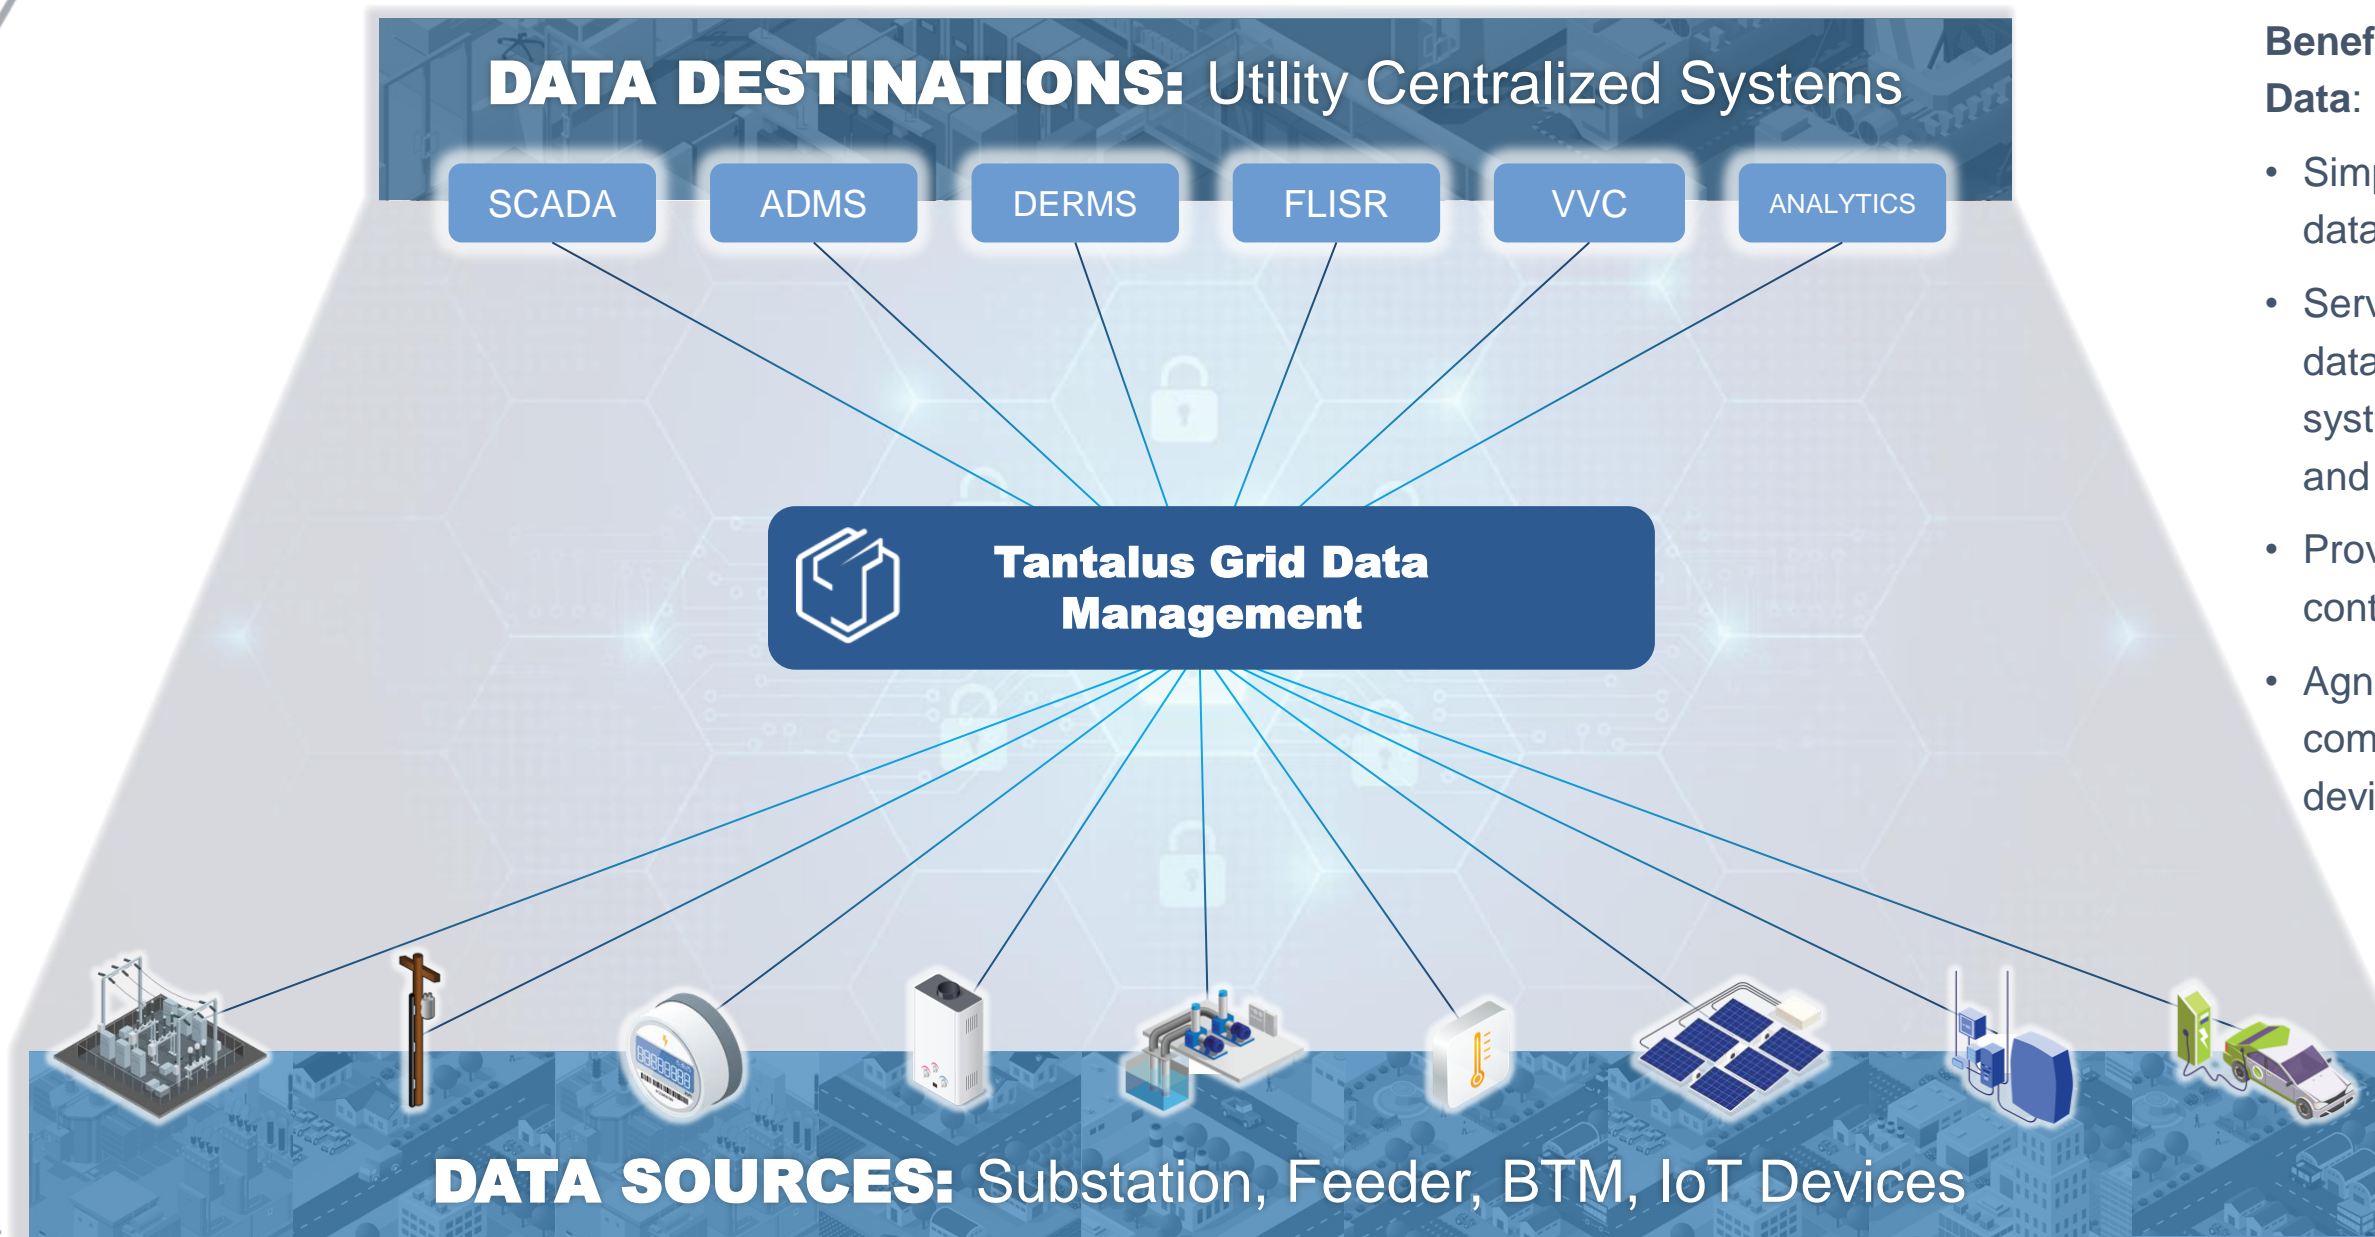 DATA DESTINATIONS: Utility Centralized Systems
SCADA
ADMS
DERMS
FLISR
VVC
ANALYTICS
Tantalus Grid Data
Management
DATA SOURCES: Substation, Feeder, BTM, IoT Devices
Data:
and